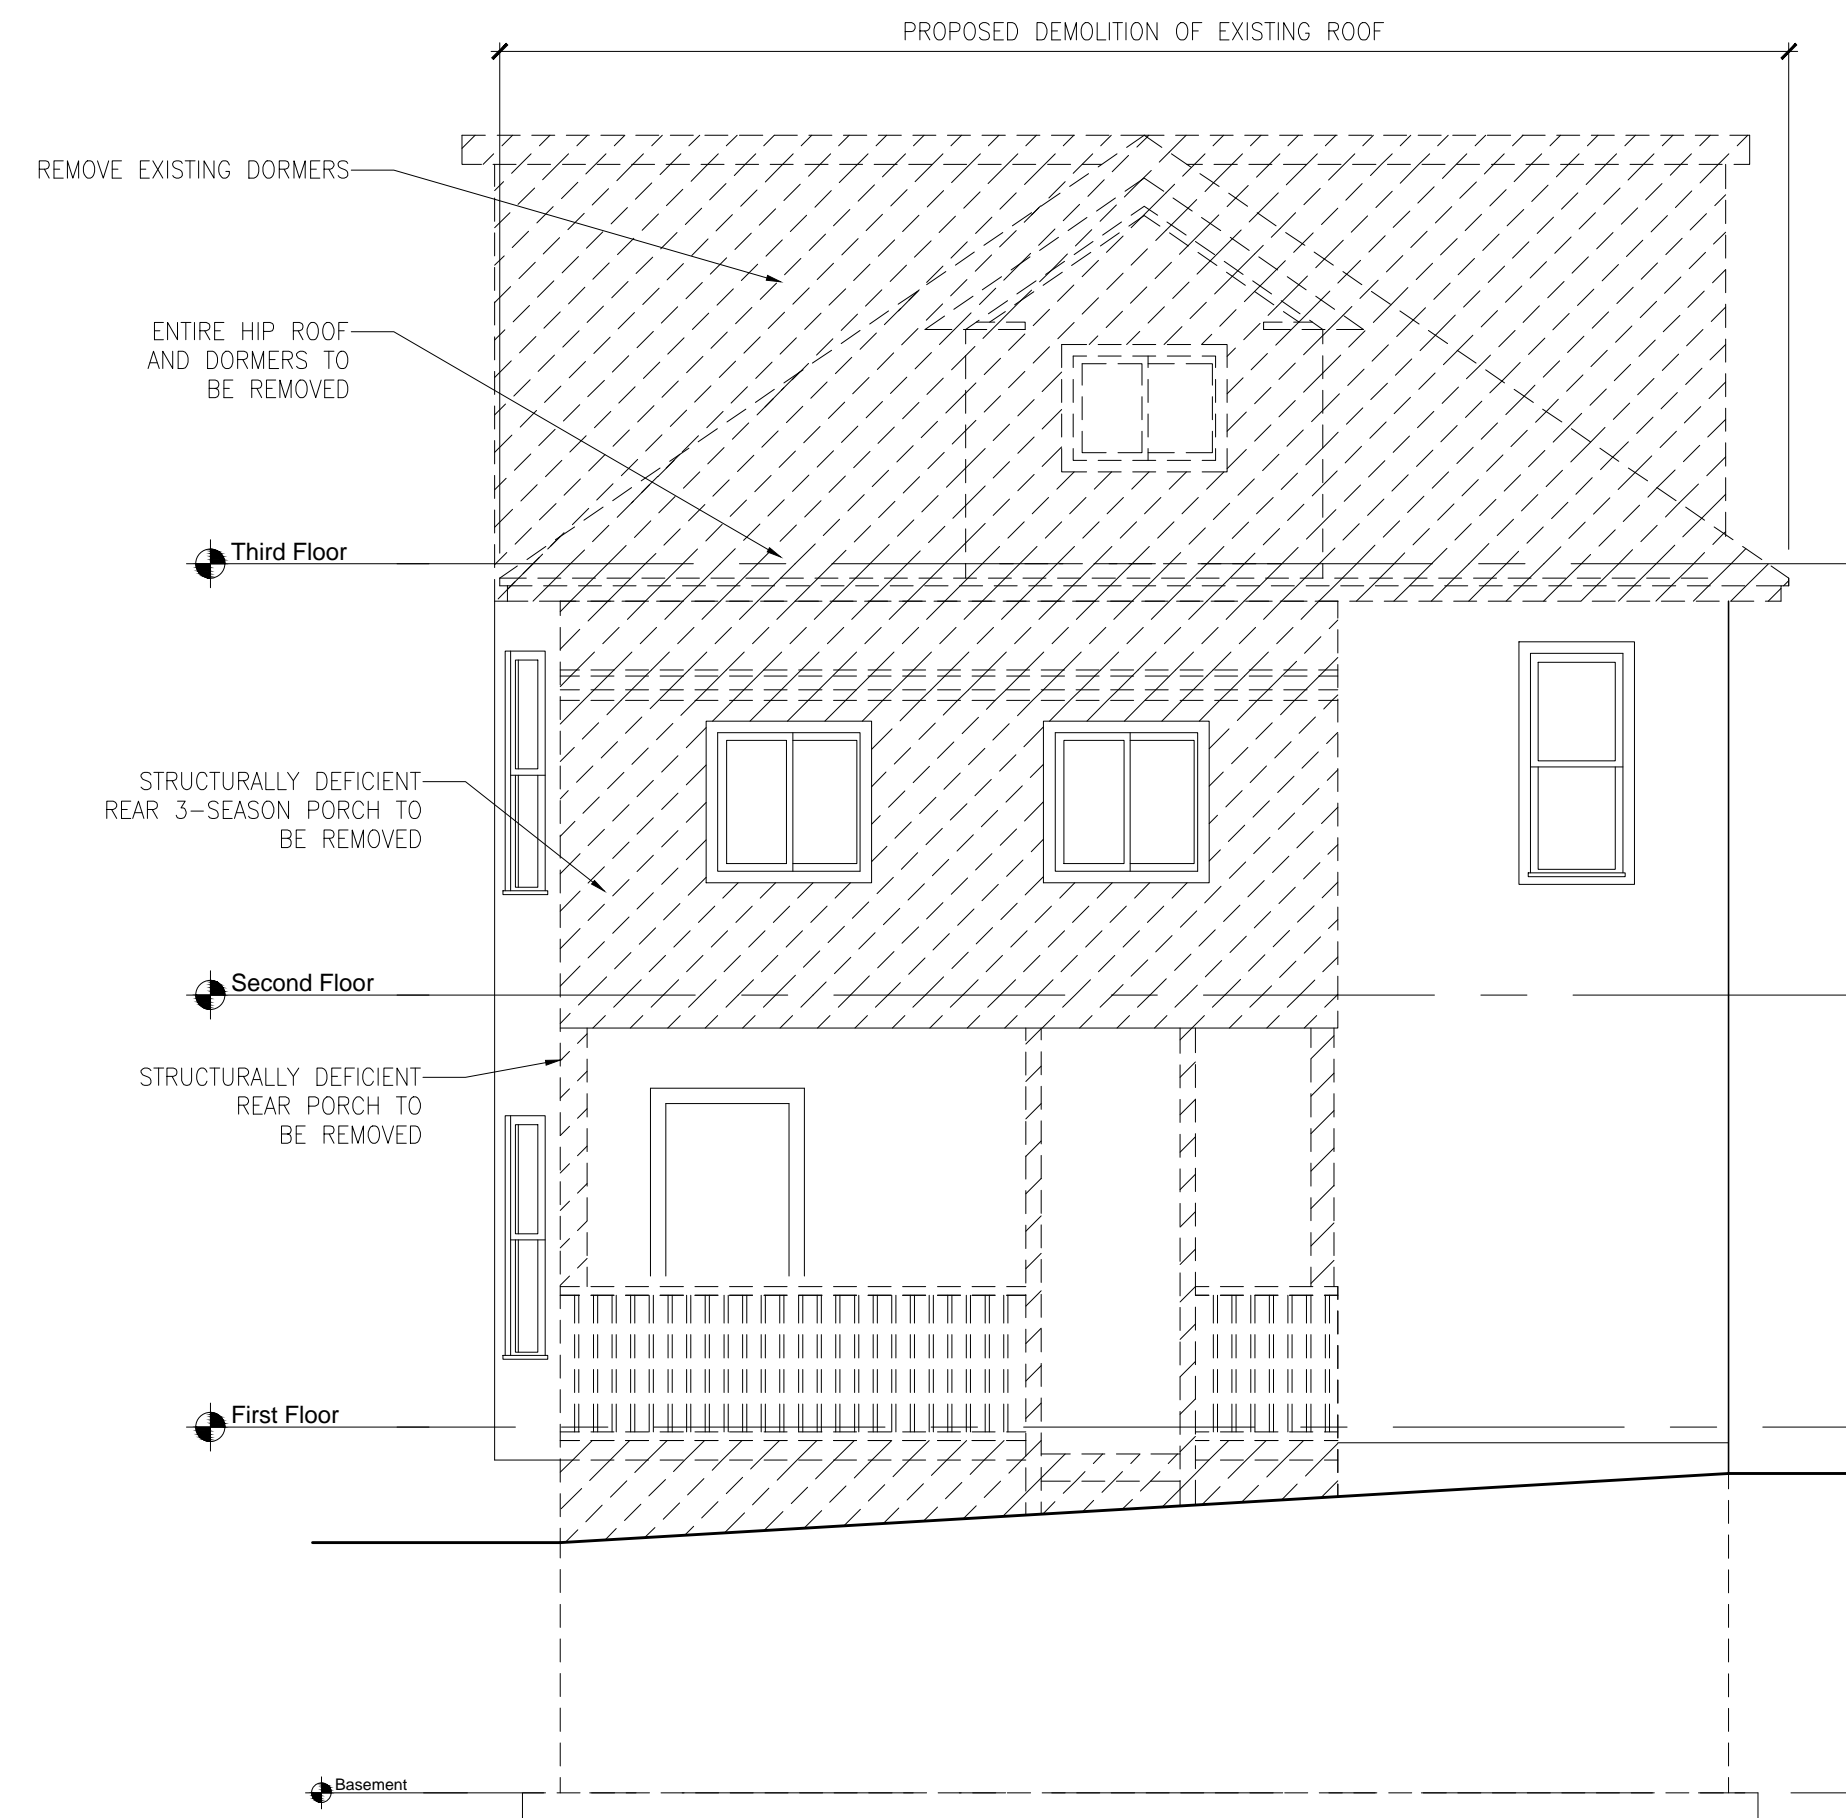 PROPOSED DEMOLITION OF EXISTING ROOF
REMOVE EXISTING DORMERS
ENTIRE HIP ROOF
AND DORMERS TO
BE REMOVED
Third Floor
STRUCTURALLY DEFICIENT
REAR 3-SEASON PORCH TO
BE REMOVED
Second Floor
STRUCTURALLY DEFICIENT
REAR PORCH TO
BE REMOVED
First Floor
Basement